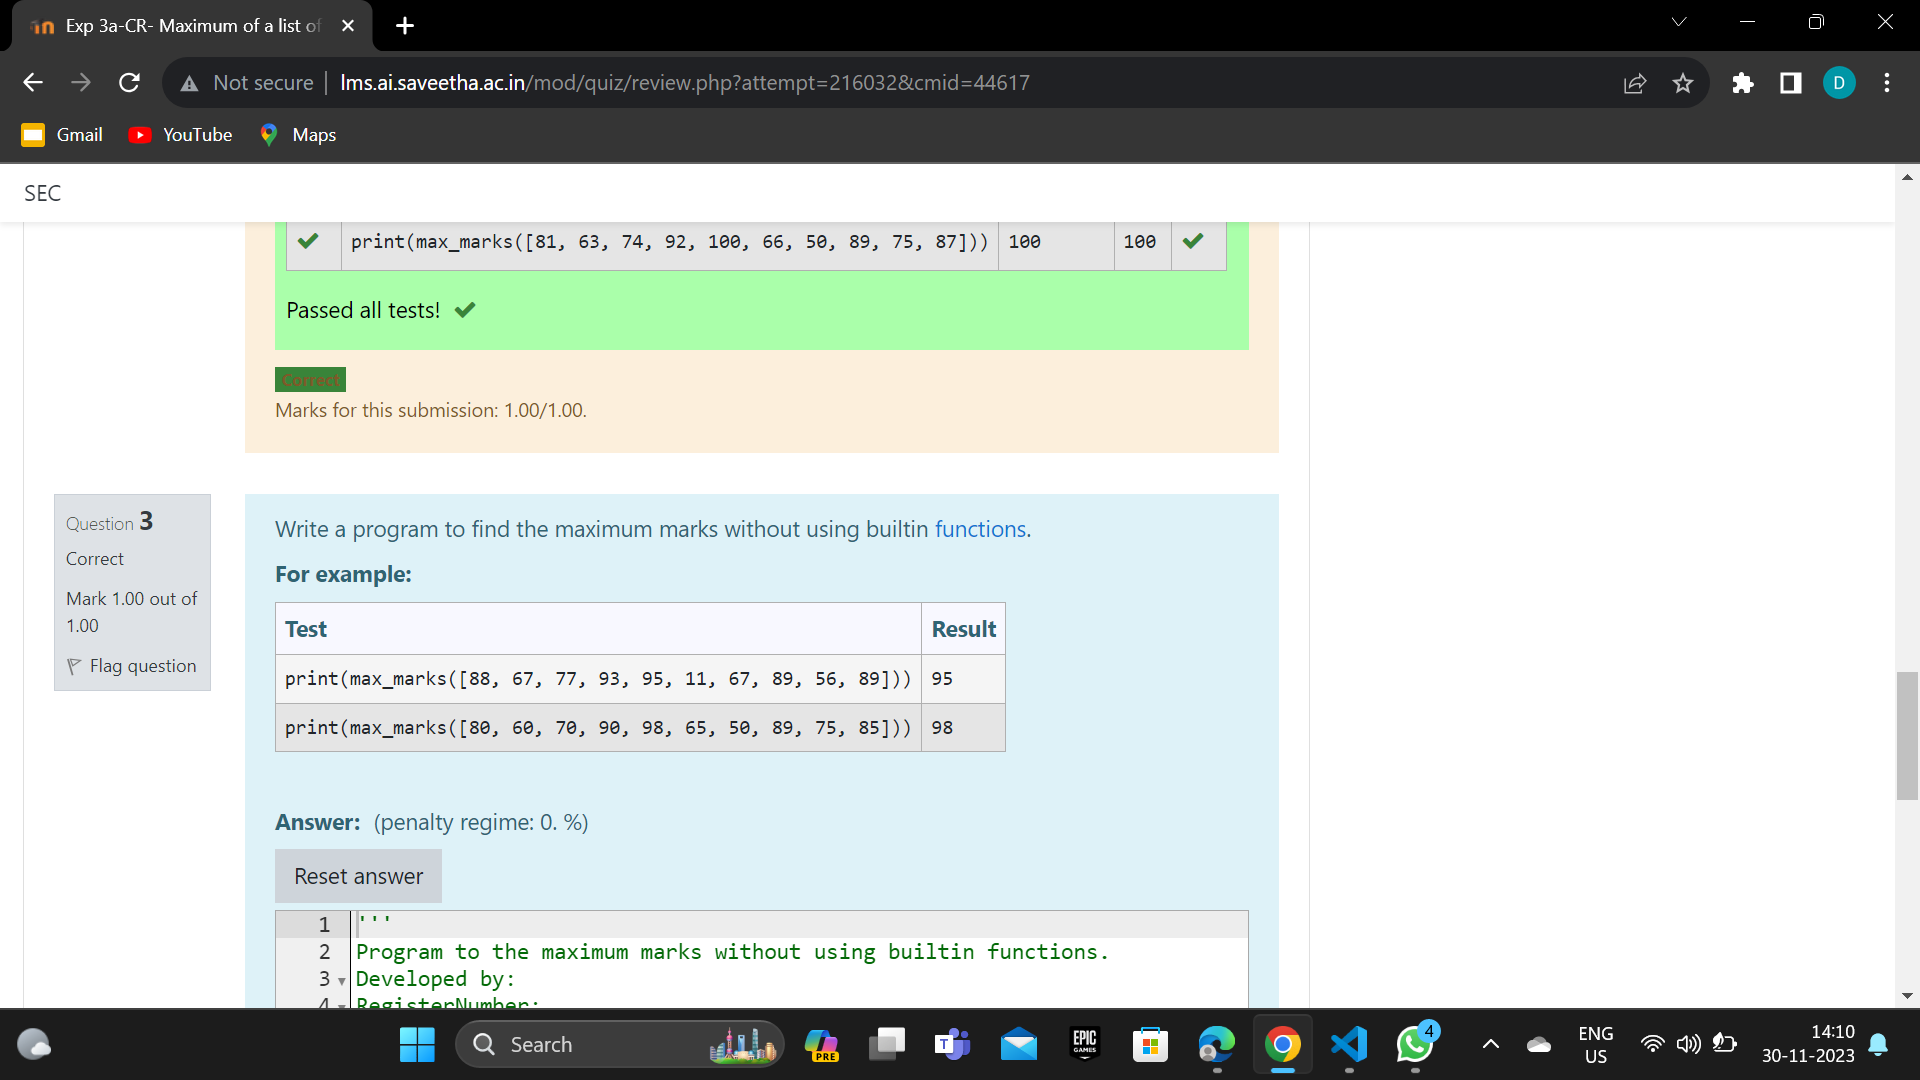 Exp 3a-CR- Maximum of a list of
Not secure
lms.ai.saveetha.ac.in/mod/quiz/review.php?attempt=216032&cmid=44617
D
Gmail
YouTube
Maps
SEC
print(max_marks([81, 63, 74, 92, 100, 66, 50, 89, 75, 87])) 100 100
Passed all tests!
Correct
Marks for this submission: 1.00/1.00.
Question 3
Correct
Mark 1.00 out of
1.00
Flag question
Write a program to find the maximum marks without using builtin functions.
For example:
Test Result
print(max_marks([88, 67, 77, 93, 95, 11, 67, 89, 56, 89])) 95
print(max_marks([80, 60, 70, 90, 98, 65, 50, 89, 75, 85])) 98
Answer: (penalty regime: 0. %)
Reset answer
1 '''
2 Program to the maximum marks without using builtin functions.
3 Developed by:
4 RegisterNumber:
Search
PRE
T
EPIC
GAMES
4
ENG
US
14:10
30-11-2023